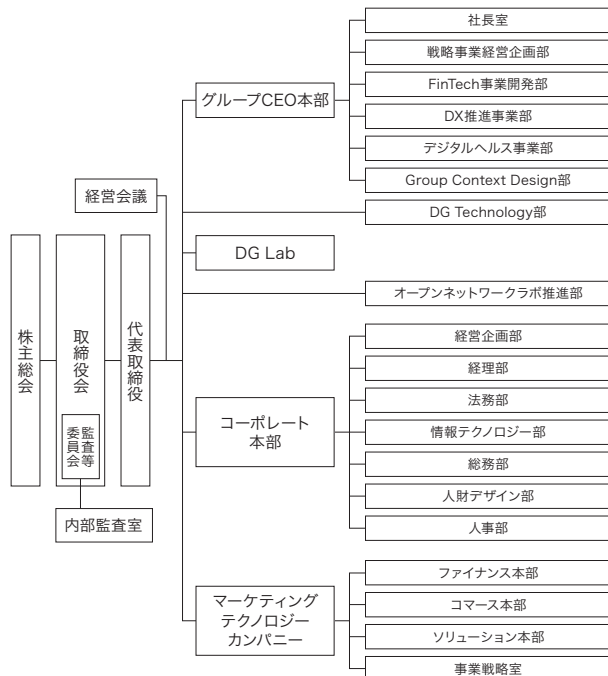 株主総会
取締役会
監査等
委員会
内部監査室
代表取締役
経営会議
グループCEO本部
社長室
戦略事業経営企画部
FinTech事業開発部
DX推進事業部
デジタルヘルス事業部
Group Context Design部
DG Technology部
DG Lab
オープンネットワークラボ推進部
コーポレート
本部
経営企画部
経理部
法務部
情報テクノロジー部
総務部
人財デザイン部
人事部
マーケティング
テクノロジー
カンパニー
ファイナンス本部
コマース本部
ソリューション本部
事業戦略室